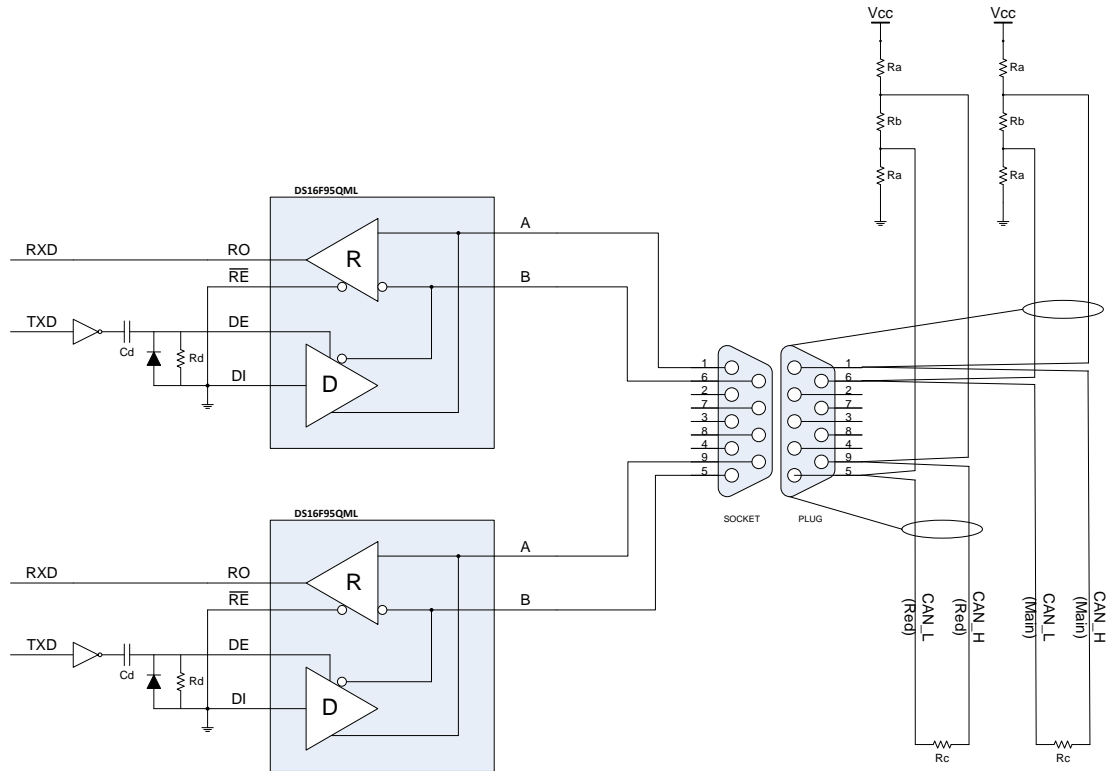 Vcc
Vcc
Ra
Ra
Rb
Rb
Ra
Ra
DS16F95QML
A
RXD
RO
R
RE
B
TXD
DE
Cd
Rd
DI
D
1
6
2
7
3
8
4
9
5
1
6
2
7
3
8
4
9
5
SOCKET
PLUG
DS16F95QML
A
RXD
RO
R
RE
B
TXD
DE
Cd
Rd
DI
D
CAN_L
(Red)
CAN_H
(Red)
CAN_L
(Main)
CAN_H
(Main)
Rc
Rc